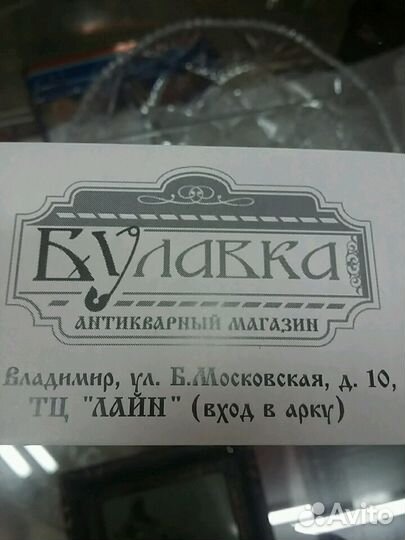 БУЛАВКА
АНТИКВАРНЫЙ МАГАЗИН
Владимир, ул. Б.Московская, д. 10,
ТЦ "ЛАЙН" (вход в арку)
Avito